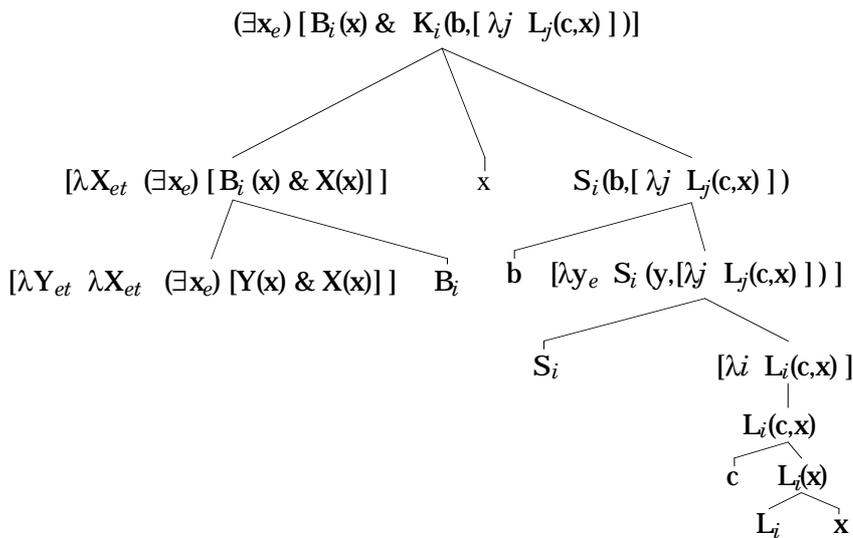 (∃xₑ) [ Bᵢ(x) & Kᵢ(b,[ λj Lⱼ(c,x) ] )]
[λXₑₜ (∃xₑ) [ Bᵢ (x) & X(x)] ] x Sᵢ(b,[ λj Lⱼ(c,x) ] )
[λYₑₜ λXₑₜ (∃xₑ) [Y(x) & X(x)] ] Bᵢ b [λyₑ Sᵢ (y,[λj Lⱼ(c,x) ] ) ]
Sᵢ [λi Lᵢ(c,x) ]
Lᵢ(c,x)
c Lᵢ(x)
Lᵢ x